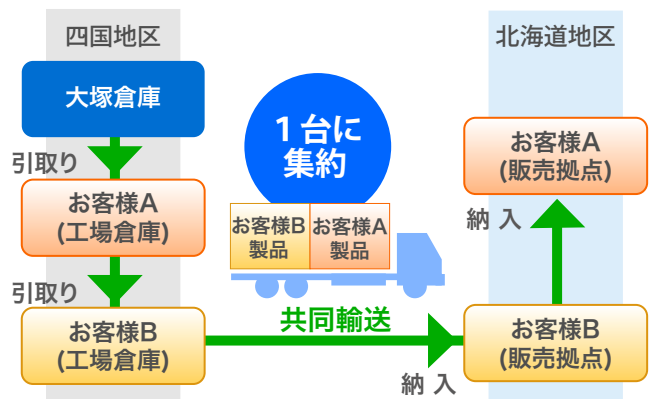 四国地区
大塚倉庫
引取り
お客様A
(工場倉庫)
引取り
お客様B
(工場倉庫)
1台に
集約
お客様B
製品
お客様A
製品
共同輸送
北海道地区
お客様A
(販売拠点)
納入
お客様B
(販売拠点)
納入